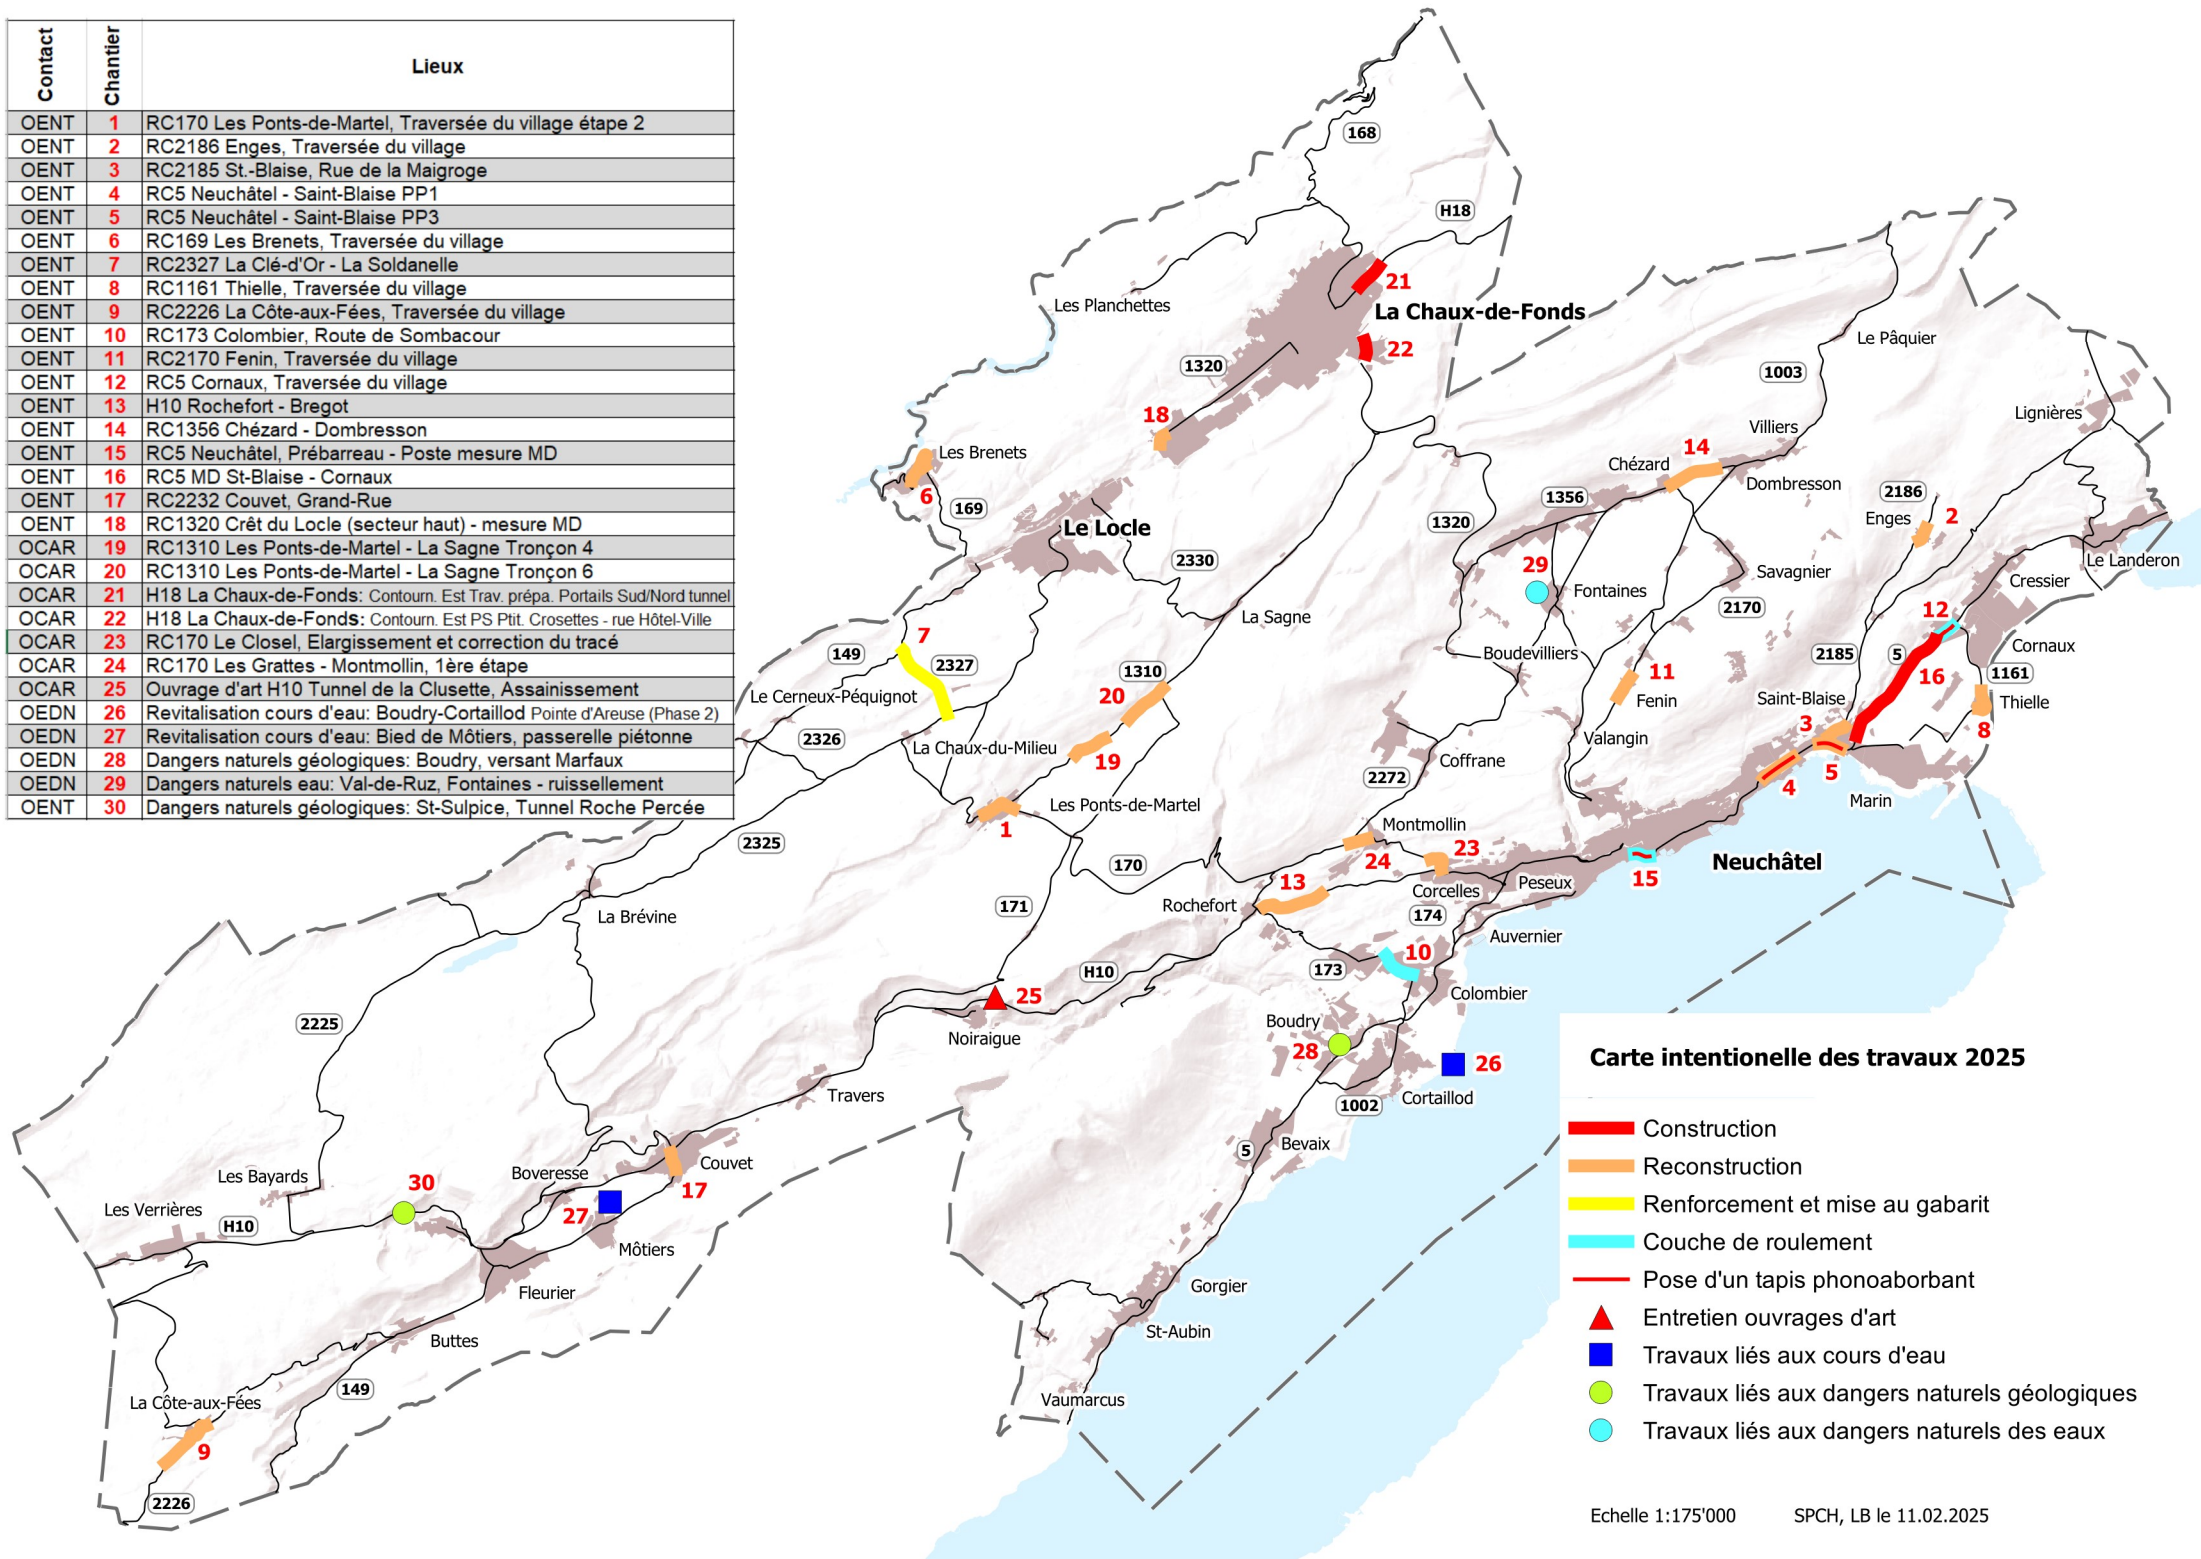 Contact Chantier Lieux
OENT 1 RC170 Les Ponts-de-Martel, Traversée du village étape 2
OENT 2 RC2186 Enges, Traversée du village
OENT 3 RC2185 St.-Blaise, Rue de la Maigroge
OENT 4 RC5 Neuchâtel - Saint-Blaise PP1
OENT 5 RC5 Neuchâtel - Saint-Blaise PP3
OENT 6 RC169 Les Brenets, Traversée du village
OENT 7 RC2327 La Clé-d'Or - La Soldanelle
OENT 8 RC1161 Thielle, Traversée du village
OENT 9 RC2226 La Côte-aux-Fées, Traversée du village
OENT 10 RC173 Colombier, Route de Sombacour
OENT 11 RC2170 Fenin, Traversée du village
OENT 12 RC5 Cornaux, Traversée du village
OENT 13 H10 Rochefort - Bregot
OENT 14 RC1356 Chézard - Dombresson
OENT 15 RC5 Neuchâtel, Prébarreau - Poste mesure MD
OENT 16 RC5 MD St-Blaise - Cornaux
OENT 17 RC2232 Couvet, Grand-Rue
OENT 18 RC1320 Crêt du Locle (secteur haut) - mesure MD
OCAR 19 RC1310 Les Ponts-de-Martel - La Sagne Tronçon 4
OCAR 20 RC1310 Les Ponts-de-Martel - La Sagne Tronçon 6
OCAR 21 H18 La Chaux-de-Fonds: Contourn. Est Trav. prépa. Portails Sud/Nord tunnel
OCAR 22 H18 La Chaux-de-Fonds: Contourn. Est PS Ptit. Crosettes - rue Hôtel-Ville
OCAR 23 RC170 Le Closel, Elargissement et correction du tracé
OCAR 24 RC170 Les Grattes - Montmollin, 1ère étape
OCAR 25 Ouvrage d'art H10 Tunnel de la Clusette, Assainissement
OEDN 26 Revitalisation cours d'eau: Boudry-Cortaillod Pointe d'Areuse (Phase 2)
OEDN 27 Revitalisation cours d'eau: Bied de Môtiers, passerelle piétonne
OEDN 28 Dangers naturels géologiques: Boudry, versant Marfaux
OEDN 29 Dangers naturels eau: Val-de-Ruz, Fontaines - ruissellement
OENT 30 Dangers naturels géologiques: St-Sulpice, Tunnel Roche Percée
168
H18
21
Les Planchettes
La Chaux-de-Fonds
Le Pâquier
22
1320
1003
18
Lignières
Villiers
Les Brenets
14
Chézard
6
Dombresson
2186
1356
169
Enges
2
Le Locle
1320
2330
29
Le Landeron
Savagnier
Cressier
Fontaines
2170
12
La Sagne
7
Cornaux
149
2327
Boudevilliers
2185
5
1310
11
1161
16
Le Cerneux-Péquignot
20
Fenin
Saint-Blaise
Thielle
3
8
2326
Valangin
La Chaux-du-Milieu
19
Coffrane
5
2272
4
Marin
Les Ponts-de-Martel
1
Montmollin
2325
23
170
24
Neuchâtel
15
13
Peseux
Corcelles
171
Rochefort
174
La Brévine
Auvernier
10
173
H10
25
Colombier
2225
Boudry
Noiraigue
28
26
Travers
Cortaillod
1002
Bevaix
5
Couvet
Boveresse
Les Bayards
30
17
Les Verrières
27
H10
Môtiers
Gorgier
Fleurier
St-Aubin
Buttes
149
Vaumarcus
La Côte-aux-Fées
9
2226
Carte intentionelle des travaux 2025
Construction
Reconstruction
Renforcement et mise au gabarit
Couche de roulement
Pose d'un tapis phonoaborbant
Entretien ouvrages d'art
Travaux liés aux cours d'eau
Travaux liés aux dangers naturels géologiques
Travaux liés aux dangers naturels des eaux
Echelle 1:175'000 SPCH, LB le 11.02.2025